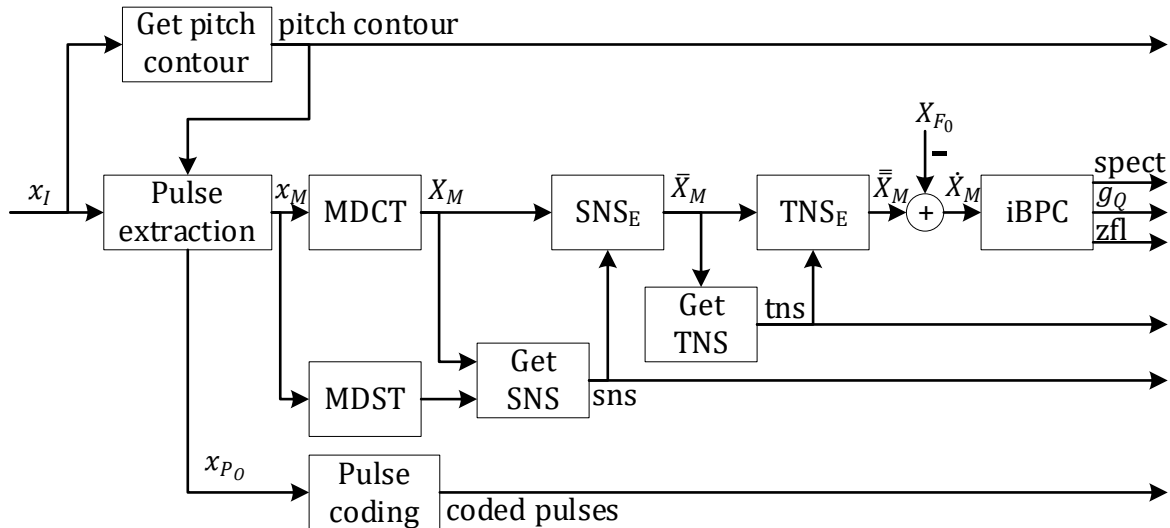 Get pitch contour
pitch contour
x_I
Pulse extraction
x_M
MDCT
X_M
SNS_E
X̄_M
TNS_E
X̿_M
X_{F_0}
−
+
Ẋ_M
iBPC
spect
g_Q
zfl
Get TNS
tns
MDST
Get SNS
sns
x_{P_O}
Pulse coding
coded pulses